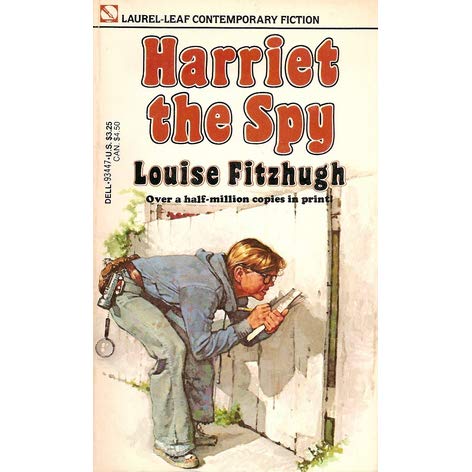 LAUREL-LEAF CONTEMPORARY FICTION
Harriet
the Spy
Louise Fitzhugh
Over a half-million copies in print!
DELL • 93447 • U.S. $3.25
CAN. $4.50